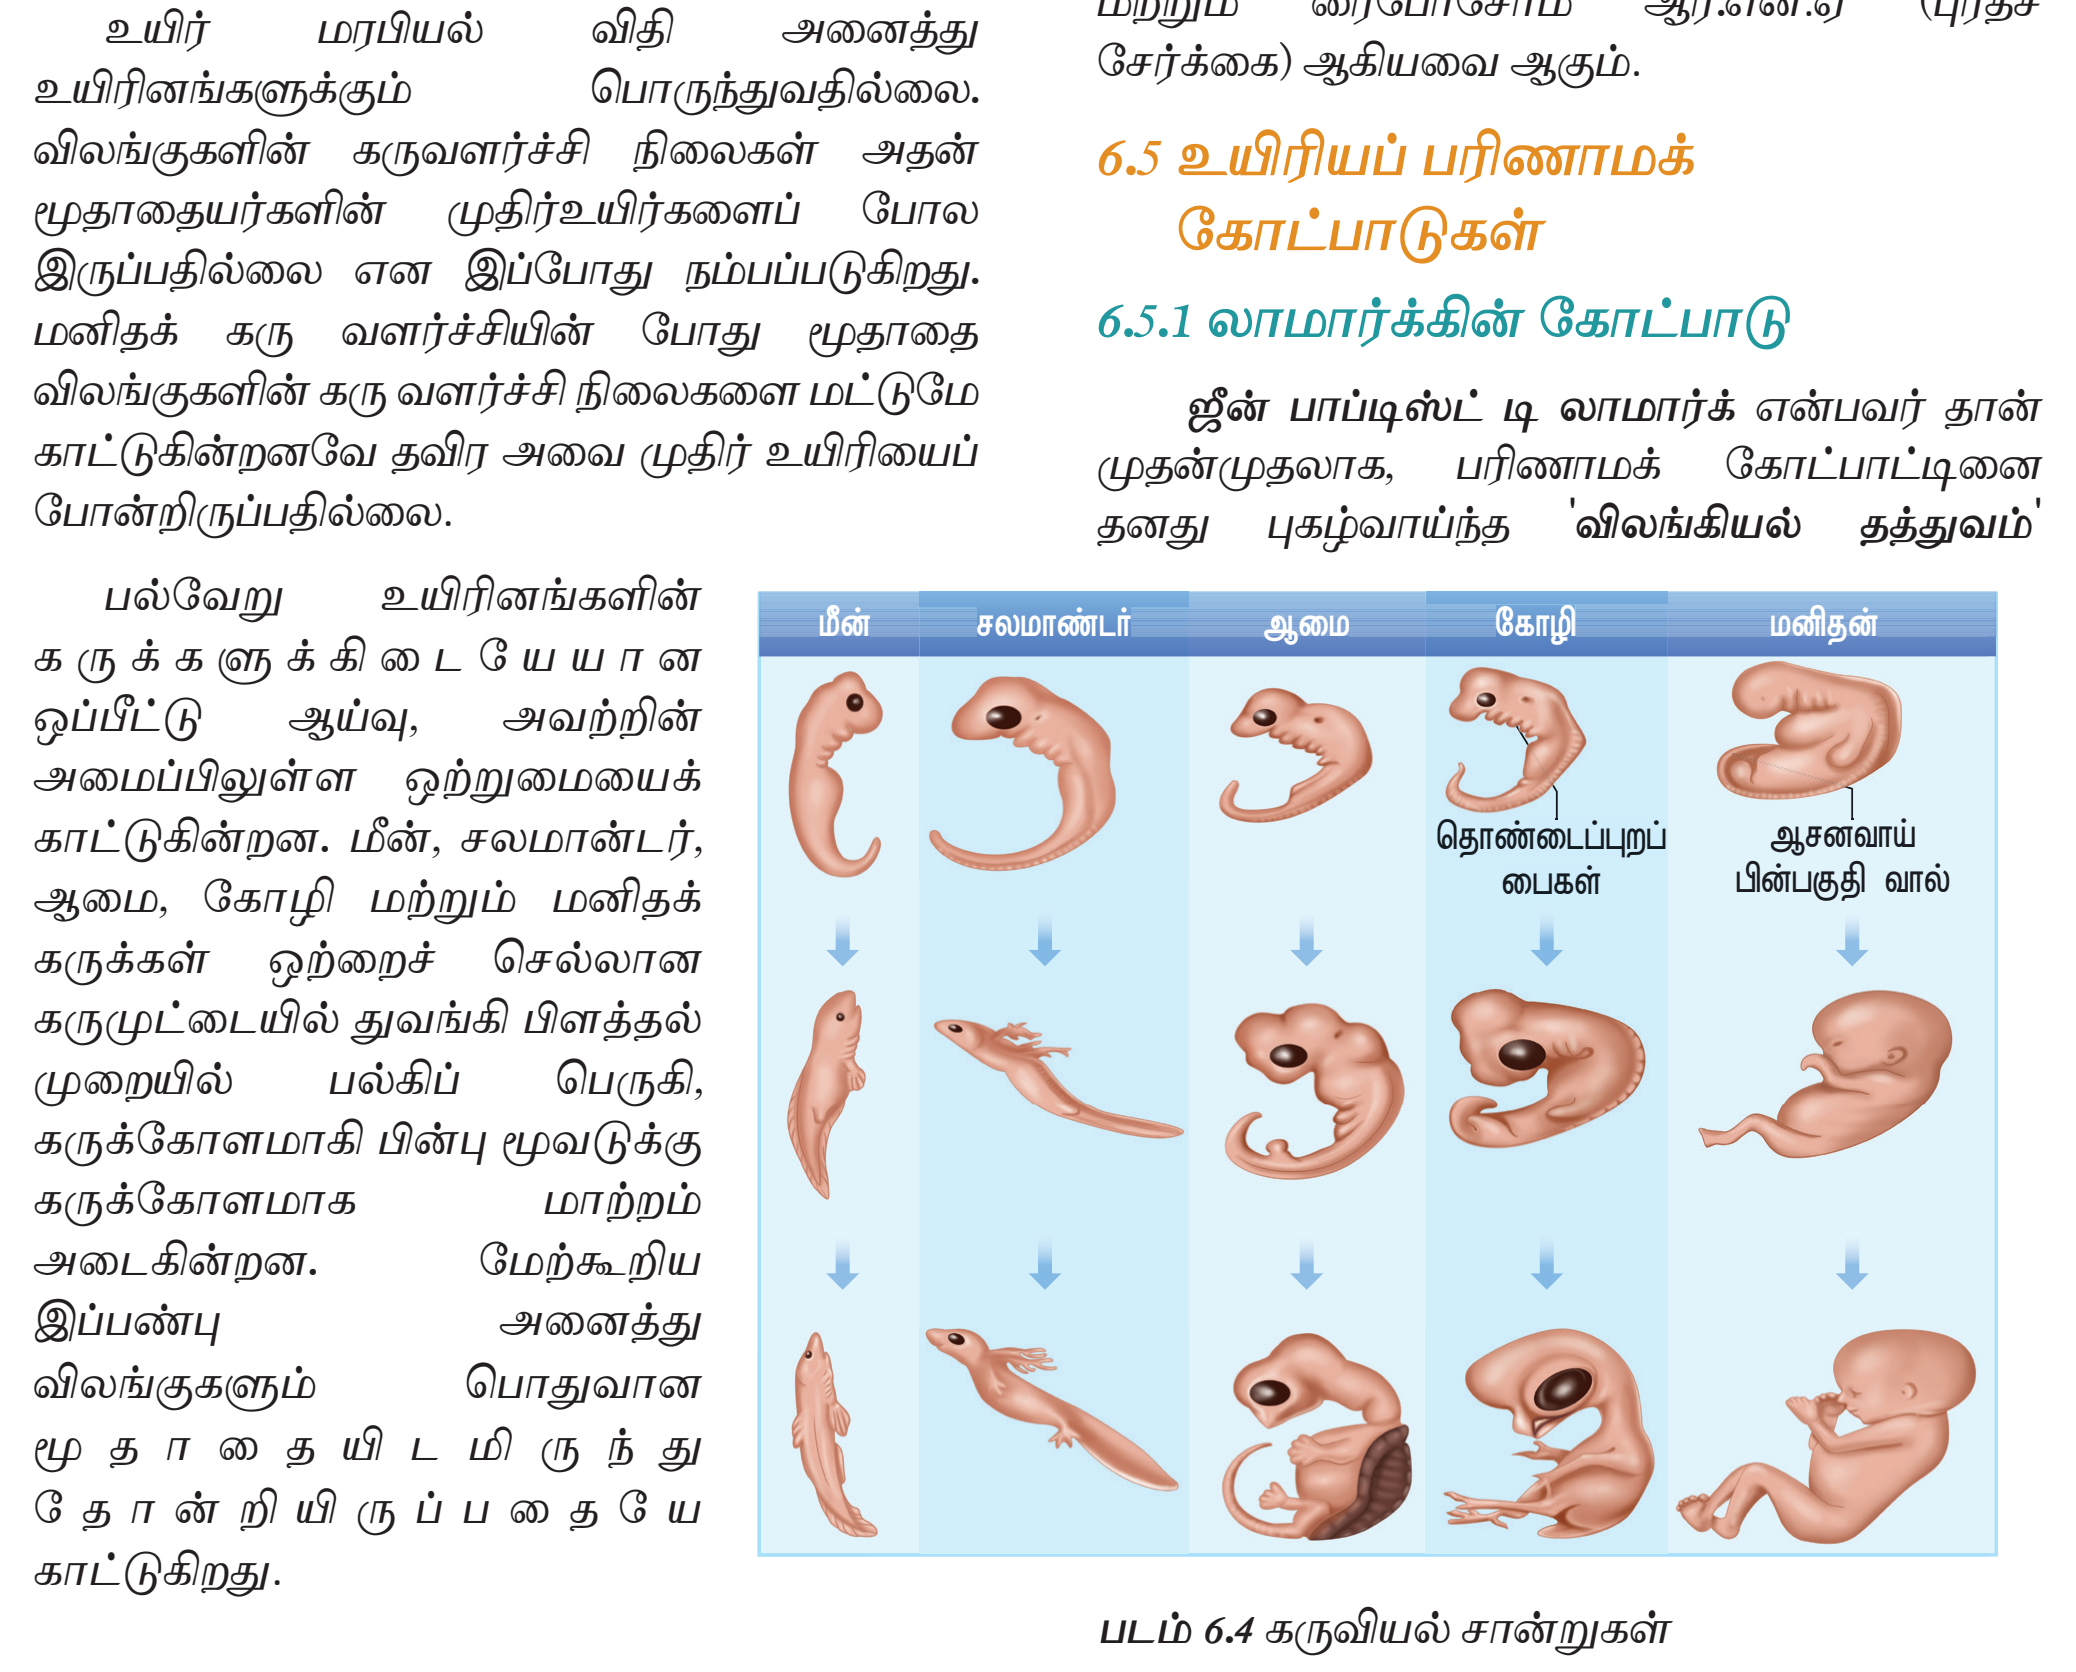 உயிர் மரபியல் விதி அனைத்து
உயிரினங்களுக்கும் பொருந்துவதில்லை.
விலங்குகளின் கருவளர்ச்சி நிலைகள் அதன்
மூதாதையர்களின் முதிர்உயிர்களைப் போல
இருப்பதில்லை என இப்போது நம்பப்படுகிறது.
மனிதக் கரு வளர்ச்சியின் போது மூதாதை
விலங்குகளின் கரு வளர்ச்சி நிலைகளை மட்டுமே
காட்டுகின்றனவே தவிர அவை முதிர் உயிரியைப்
போன்றிருப்பதில்லை.
பல்வேறு உயிரினங்களின்
கருக்களுக்கிடையேயான
ஒப்பீட்டு ஆய்வு, அவற்றின்
அமைப்பிலுள்ள ஒற்றுமையைக்
காட்டுகின்றன. மீன், சலமான்டர்,
ஆமை, கோழி மற்றும் மனிதக்
கருக்கள் ஒற்றைச் செல்லான
கருமுட்டையில் துவங்கி பிளத்தல்
முறையில் பல்கிப் பெருகி,
கருக்கோளமாகி பின்பு மூவடுக்கு
கருக்கோளமாக மாற்றம்
அடைகின்றன. மேற்கூறிய
இப்பண்பு அனைத்து
விலங்குகளும் பொதுவான
மூதாதையிடமிருந்து
தோன்றியிருப்பதையே
காட்டுகிறது.
மற்றும் ரைபோசோம் ஆர்.என்.ஏ (புரதச்
சேர்க்கை) ஆகியவை ஆகும்.
6.5 உயிரியப் பரிணாமக்
கோட்பாடுகள்
6.5.1 லாமார்க்கின் கோட்பாடு
ஜீன் பாப்டிஸ்ட் டி லாமார்க் என்பவர் தான்
முதன்முதலாக, பரிணாமக் கோட்பாட்டினை
தனது புகழ்வாய்ந்த 'விலங்கியல் தத்துவம்'
மீன் சலமாண்டர் ஆமை கோழி மனிதன்
தொண்டைப்புறப்
பைகள்
ஆசனவாய்
பின்பகுதி வால்
படம் 6.4 கருவியல் சான்றுகள்